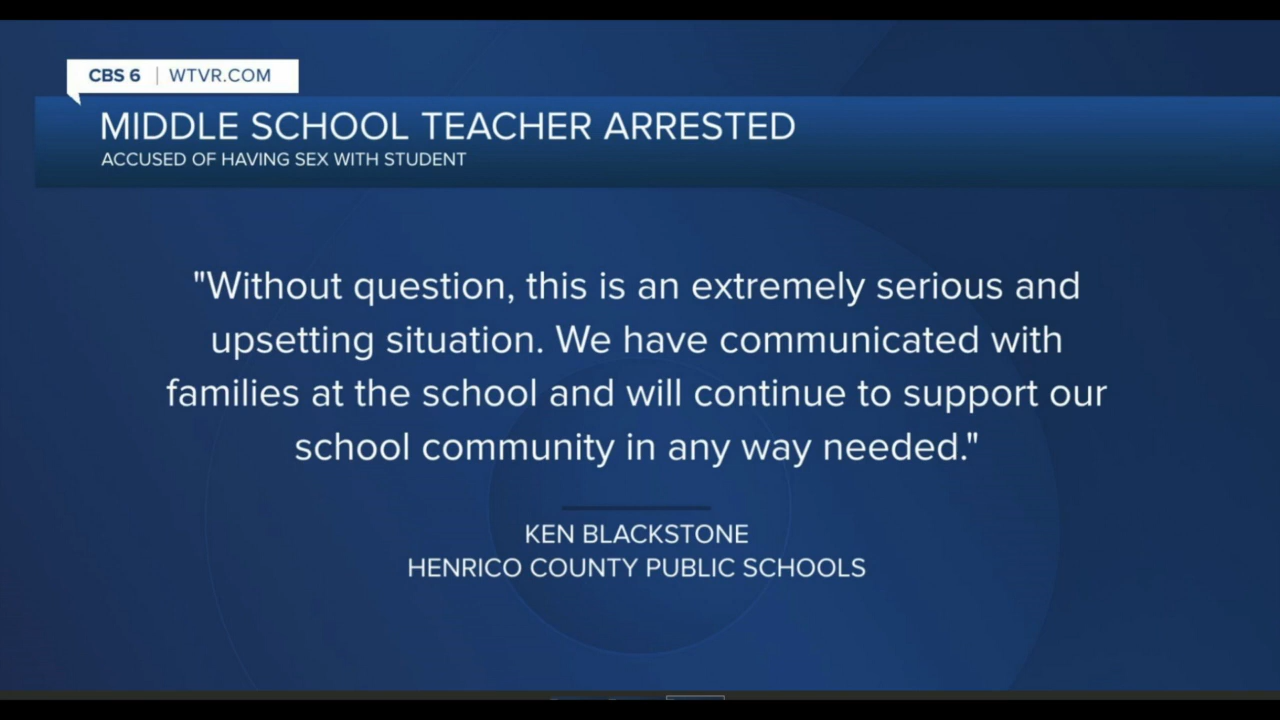 CBS 6 | WTVR.COM
MIDDLE SCHOOL TEACHER ARRESTED
ACCUSED OF HAVING SEX WITH STUDENT
"Without question, this is an extremely serious and
upsetting situation. We have communicated with
families at the school and will continue to support our
school community in any way needed."
KEN BLACKSTONE
HENRICO COUNTY PUBLIC SCHOOLS